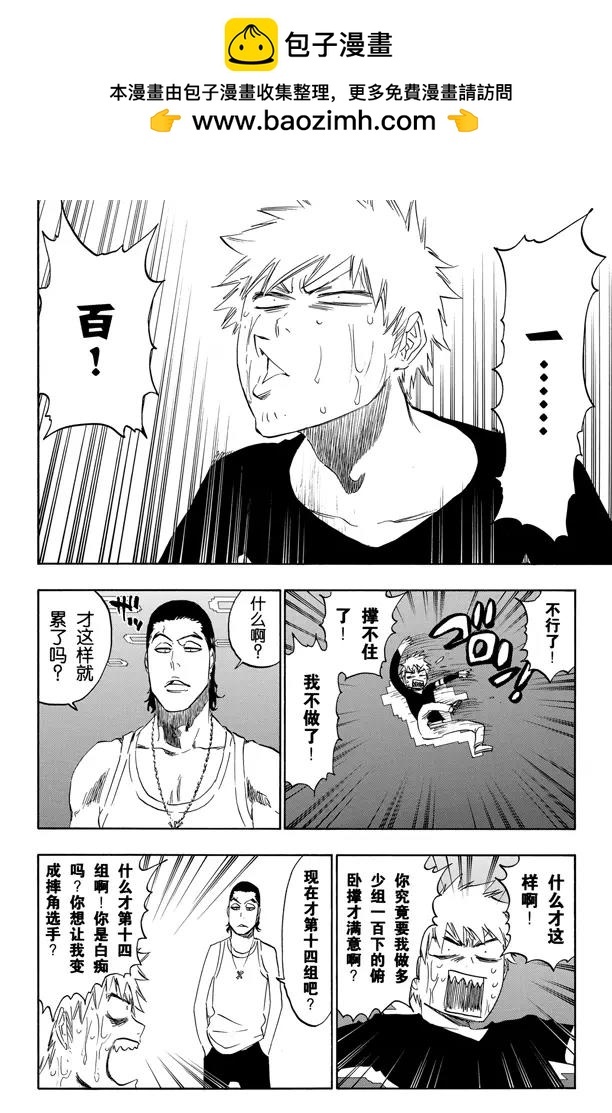 包子漫畫
本漫畫由包子漫畫收集整理，更多免費漫畫請訪問
👉 www.baozimh.com 👈
一……
百！
不行了！
撑不住
了！
我不做了！
ゴロンッ
什么啊？
才这样就
累了吗？
什么才这
样啊！
你究竟要我做多
少组一百下的俯
卧撑才满意啊？
现在才第十四组吧？
什么才第十四
组啊！你是白痴
吗？你想让我变
成摔角选手？